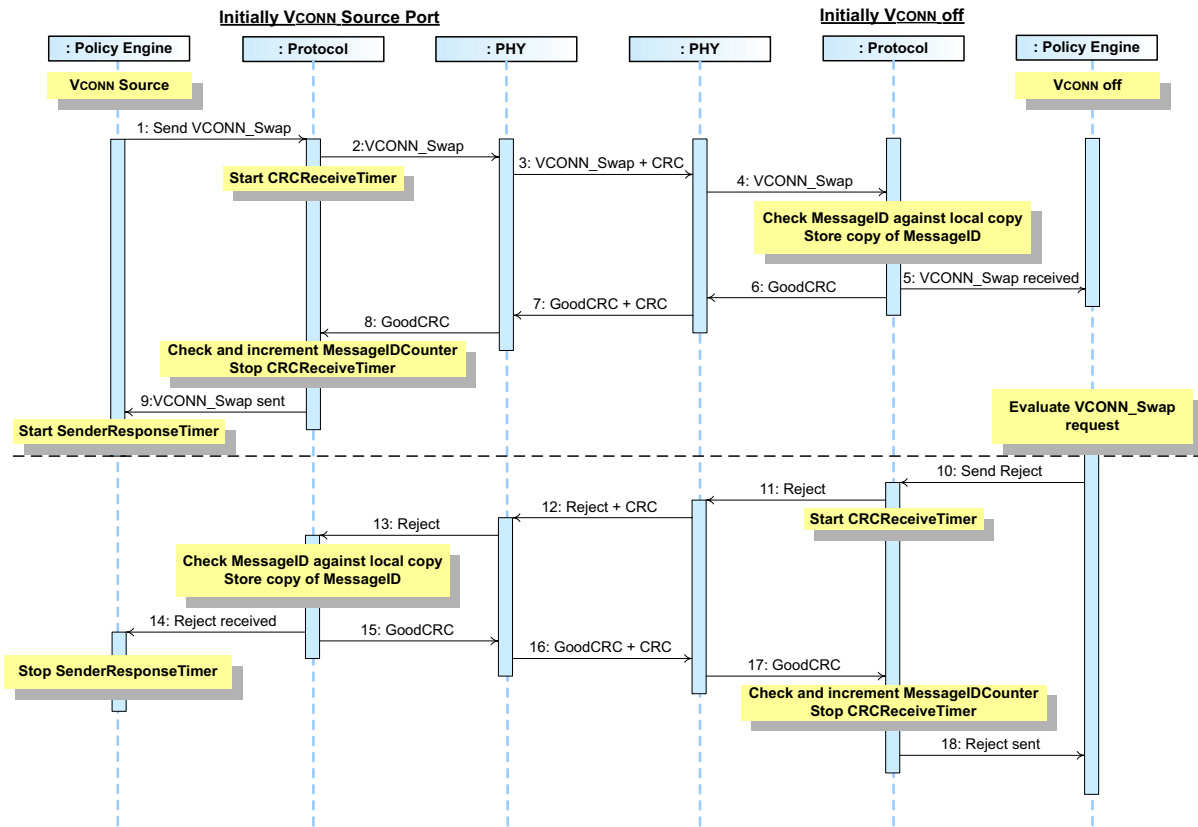 Initially VCONN Source Port
Initially VCONN off
: Policy Engine
: Protocol
: PHY
: PHY
: Protocol
: Policy Engine
VCONN Source
VCONN off
1: Send VCONN_Swap
2:VCONN_Swap
3: VCONN_Swap + CRC
Start CRCReceiveTimer
4: VCONN_Swap
Check MessageID against local copy
Store copy of MessageID
5: VCONN_Swap received
6: GoodCRC
7: GoodCRC + CRC
8: GoodCRC
Check and increment MessageIDCounter
Stop CRCReceiveTimer
9:VCONN_Swap sent
Start SenderResponseTimer
Evaluate VCONN_Swap
request
10: Send Reject
11: Reject
Start CRCReceiveTimer
12: Reject + CRC
13: Reject
Check MessageID against local copy
Store copy of MessageID
14: Reject received
15: GoodCRC
16: GoodCRC + CRC
Stop SenderResponseTimer
17: GoodCRC
Check and increment MessageIDCounter
Stop CRCReceiveTimer
18: Reject sent